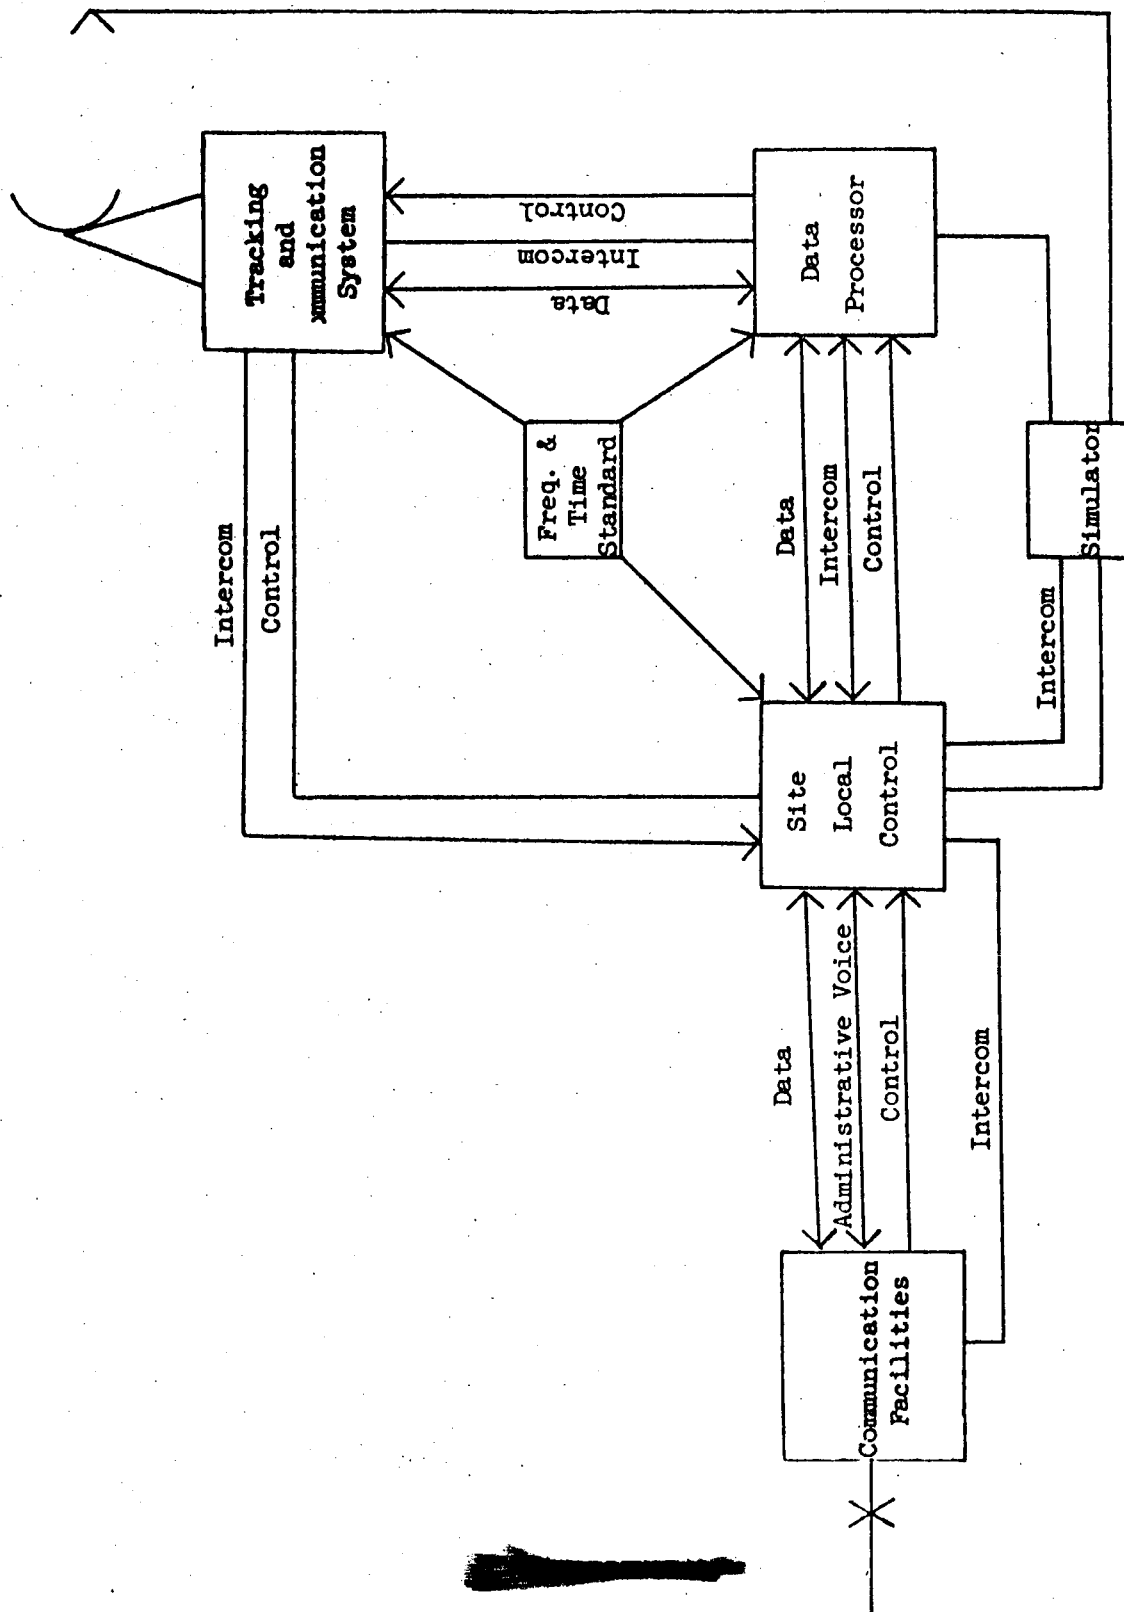 Tracking
and
xmmunication
System
Control
Intercom
Data
Data
Processor
Intercom
Control
Freq. &
Time
Standard
Data
Intercom
Control
Simulator
Intercom
Site
Local
Control
Data
Administrative Voice
Control
Intercom
Communication
Facilities